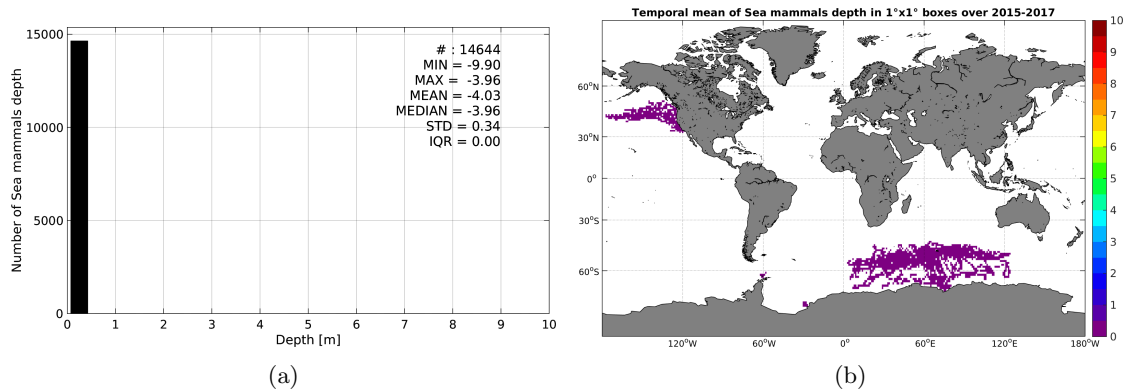 15000
10000
5000
0
Number of Sea mammals depth
# : 14644
MIN = -9.90
MAX = -3.96
MEAN = -4.03
MEDIAN = -3.96
STD = 0.34
IQR = 0.00
0 1 2 3 4 5 6 7 8 9 10
Depth [m]
(a)
Temporal mean of Sea mammals depth in 1°x1° boxes over 2015-2017
60°N
30°N
0°
30°S
60°S
120°W 60°W 0° 60°E 120°E 180°W
10
9
8
7
6
5
4
3
2
1
0
(b)